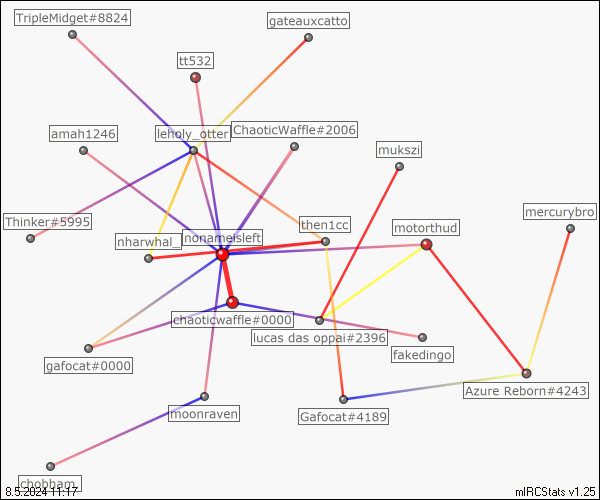 TripleMidget#8824
gateauxcatto
tt532
amah1246
leholy_otter
ChaoticWaffle#2006
mukszi
Thinker#5995
nharwhal_
nonameisleft
then1cc
motorthud
mercurybro
chaoticwaffle#0000
lucas das oppai#2396
gafocat#0000
fakedingo
moonraven
Gafocat#4189
Azure Reborn#4243
chobham_
8.5.2024 11:17
mIRCStats v1.25